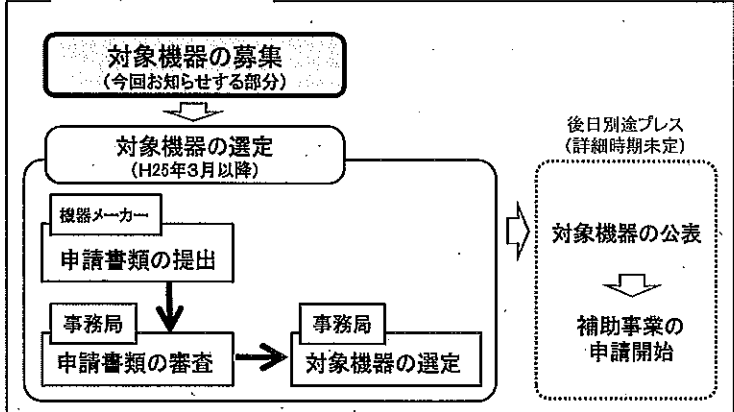 対象機器の募集
(今回お知らせする部分)
対象機器の選定
(H25年3月以降)
機器メーカー
申請書類の提出
事務局
申請書類の審査
事務局
対象機器の選定
後日別途プレス
(詳細時期未定)
対象機器の公表
補助事業の
申請開始